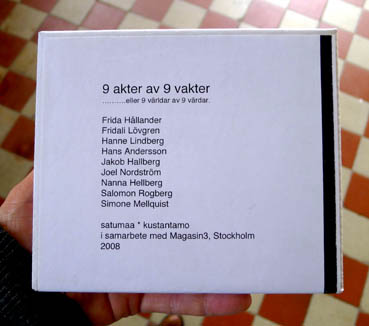 9 akter av 9 vakter
..........eller 9 världar av 9 värdar.
Frida Hållander
Fridali Lövgren
Hanne Lindberg
Hans Andersson
Jakob Hallberg
Joel Nordström
Nanna Hellberg
Salomon Rogberg
Simone Mellquist
satumaa * kustantamo
i samarbete med Magasin3, Stockholm
2008